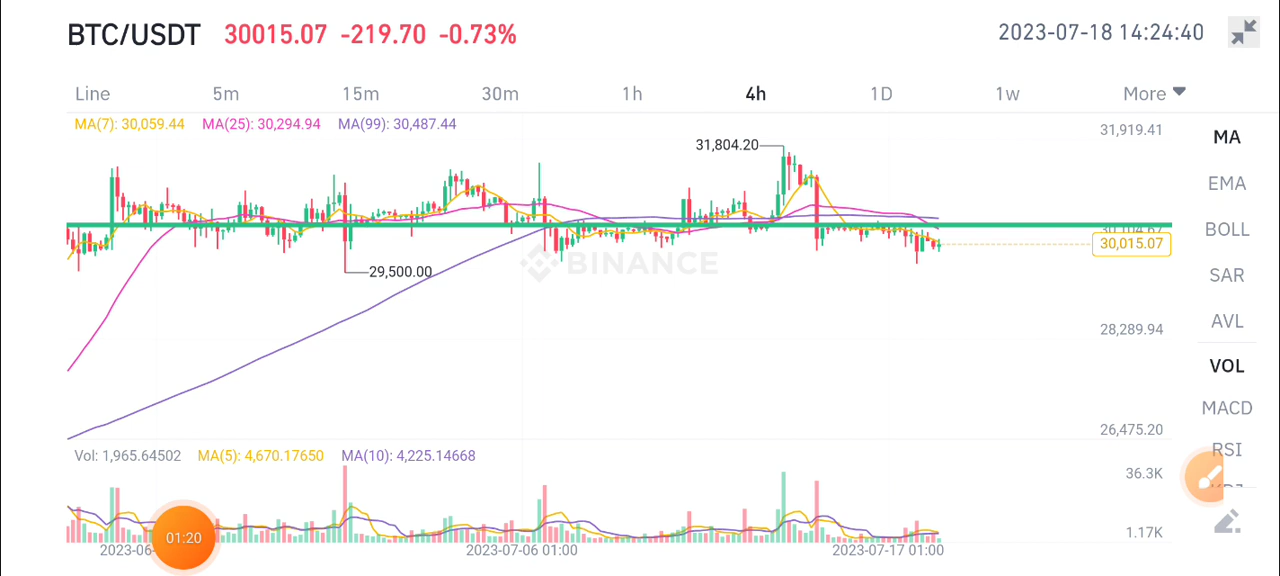 BTC/USDT 30015.07 -219.70 -0.73% 2023-07-18 14:24:40
Line 5m 15m 30m 1h 4h 1D 1w More
MA(7): 30,059.44 MA(25): 30,294.94 MA(99): 30,487.44
31,919.41
MA
31,804.20
EMA
BOLL
30,015.07
BINANCE
29,500.00
SAR
AVL
28,289.94
VOL
MACD
26,475.20
RSI
Vol: 1,965.64502 MA(5): 4,670.17650 MA(10): 4,225.14668
36.3K
01:20
1.17K
2023-06- 2023-07-06 01:00 2023-07-17 01:00